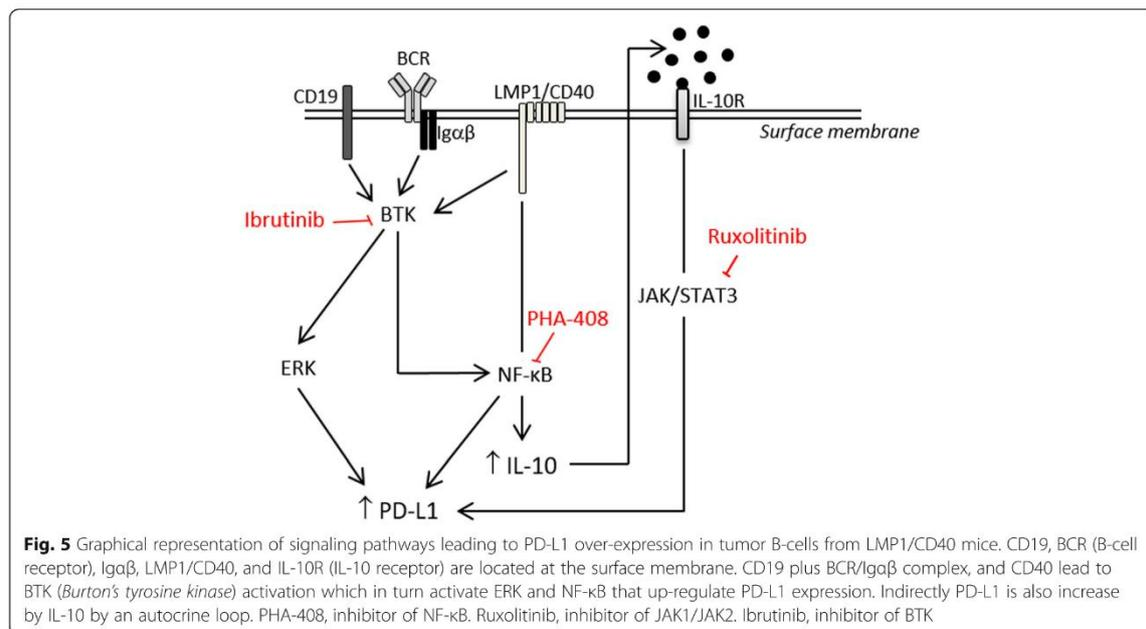 BCR
CD19
LMP1/CD40
IL-10R
Igαβ
Surface membrane
Ibrutinib
BTK
Ruxolitinib
JAK/STAT3
PHA-408
ERK
NF-κB
↑ IL-10
↑ PD-L1
Fig. 5 Graphical representation of signaling pathways leading to PD-L1 over-expression in tumor B-cells from LMP1/CD40 mice. CD19, BCR (B-cell
receptor), Igαβ, LMP1/CD40, and IL-10R (IL-10 receptor) are located at the surface membrane. CD19 plus BCR/Igαβ complex, and CD40 lead to
BTK (Burton's tyrosine kinase) activation which in turn activate ERK and NF-κB that up-regulate PD-L1 expression. Indirectly PD-L1 is also increase
by IL-10 by an autocrine loop. PHA-408, inhibitor of NF-κB. Ruxolitinib, inhibitor of JAK1/JAK2. Ibrutinib, inhibitor of BTK